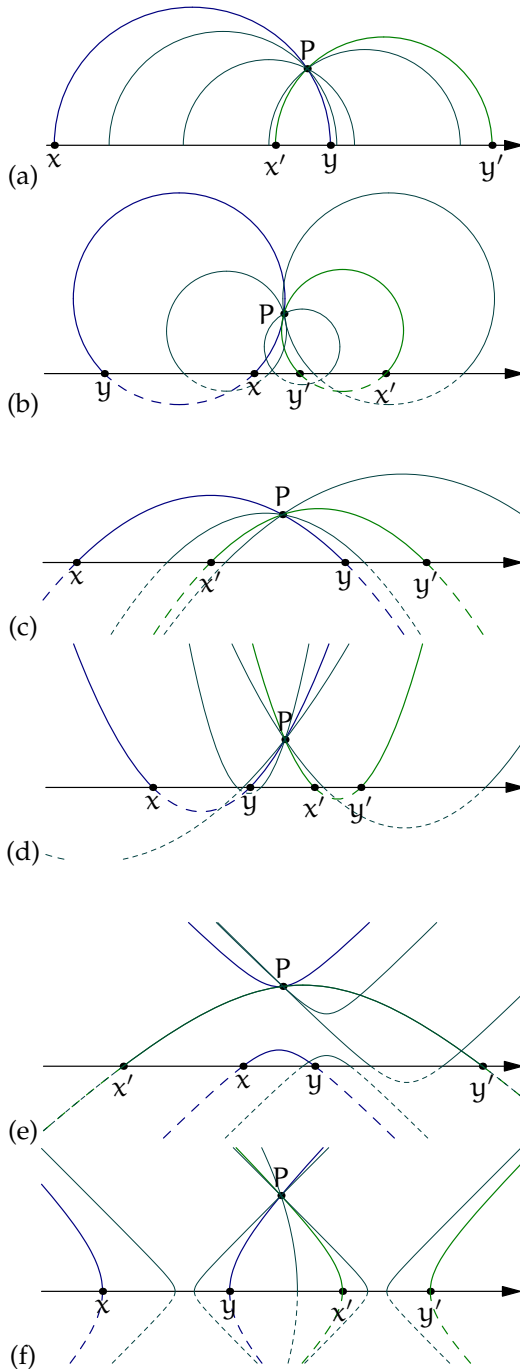 P
x x′ y y′
(a)
P
y x y′ x′
(b)
P
x x′ y y′
(c)
P
x y x′ y′
(d)
P
x′ x y y′
(e)
P
x y x′ y′
(f)